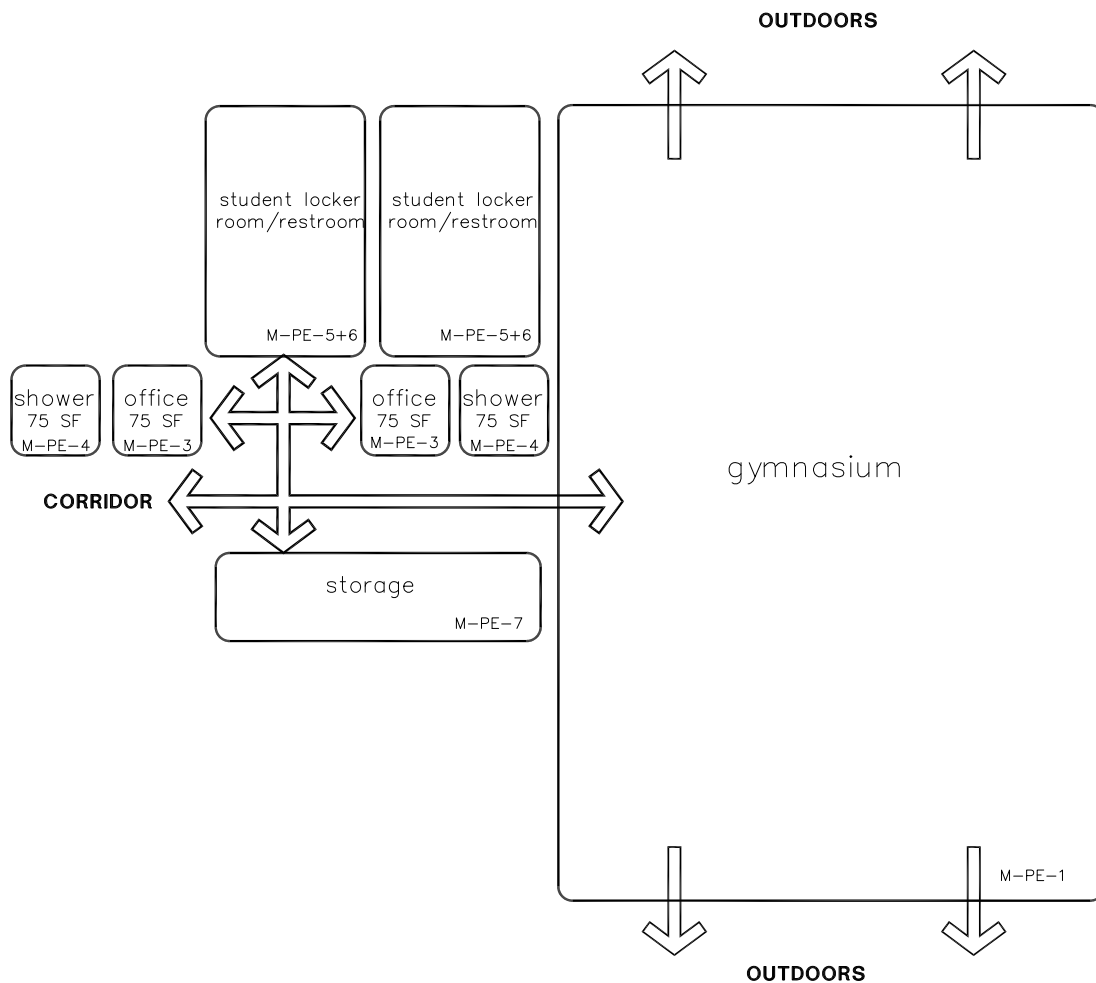 OUTDOORS
student locker
room/restroom
M-PE-5+6
student locker
room/restroom
M-PE-5+6
shower
75 SF
M-PE-4
office
75 SF
M-PE-3
office
75 SF
M-PE-3
shower
75 SF
M-PE-4
gymnasium
CORRIDOR
storage
M-PE-7
M-PE-1
OUTDOORS